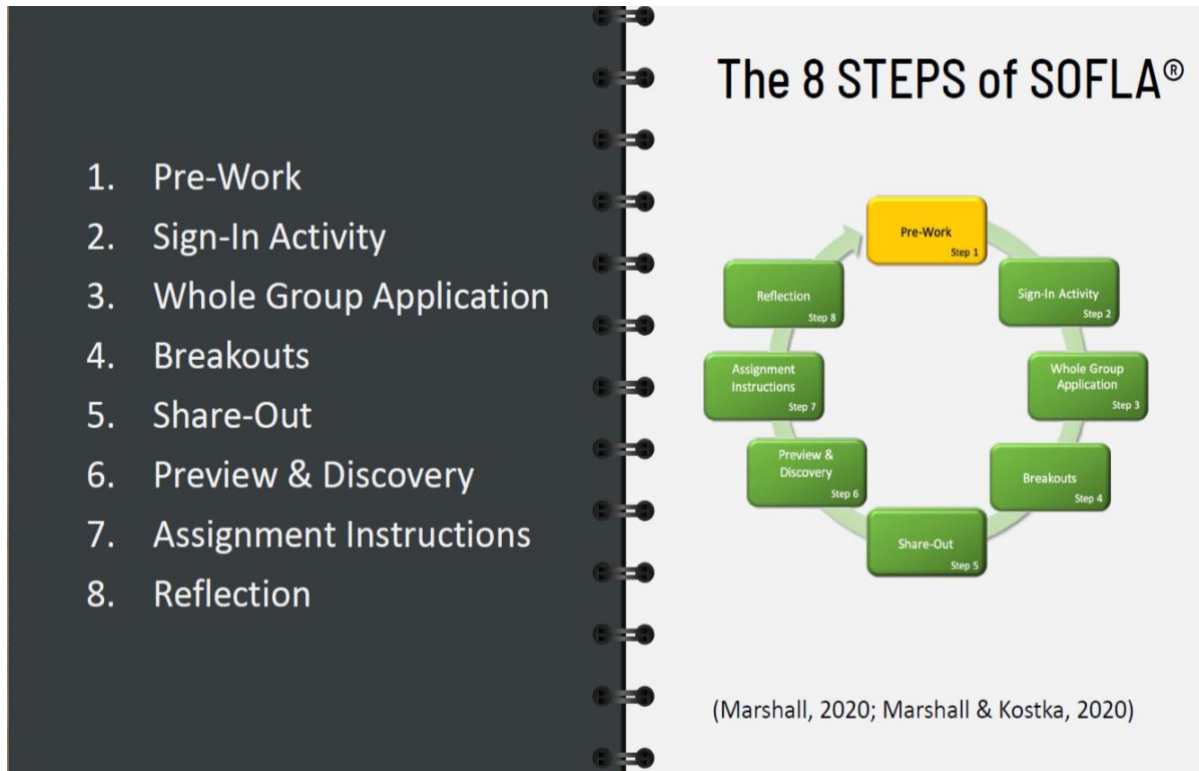 1. Pre-Work
2. Sign-In Activity
3. Whole Group Application
4. Breakouts
5. Share-Out
6. Preview & Discovery
7. Assignment Instructions
8. Reflection
The 8 STEPS of SOFLA®
Pre-Work
Step 1
Sign-In Activity
Step 2
Whole Group
Application
Step 3
Breakouts
Step 4
Share-Out
Step 5
Preview &
Discovery
Step 6
Assignment
Instructions
Step 7
Reflection
Step 8
(Marshall, 2020; Marshall & Kostka, 2020)